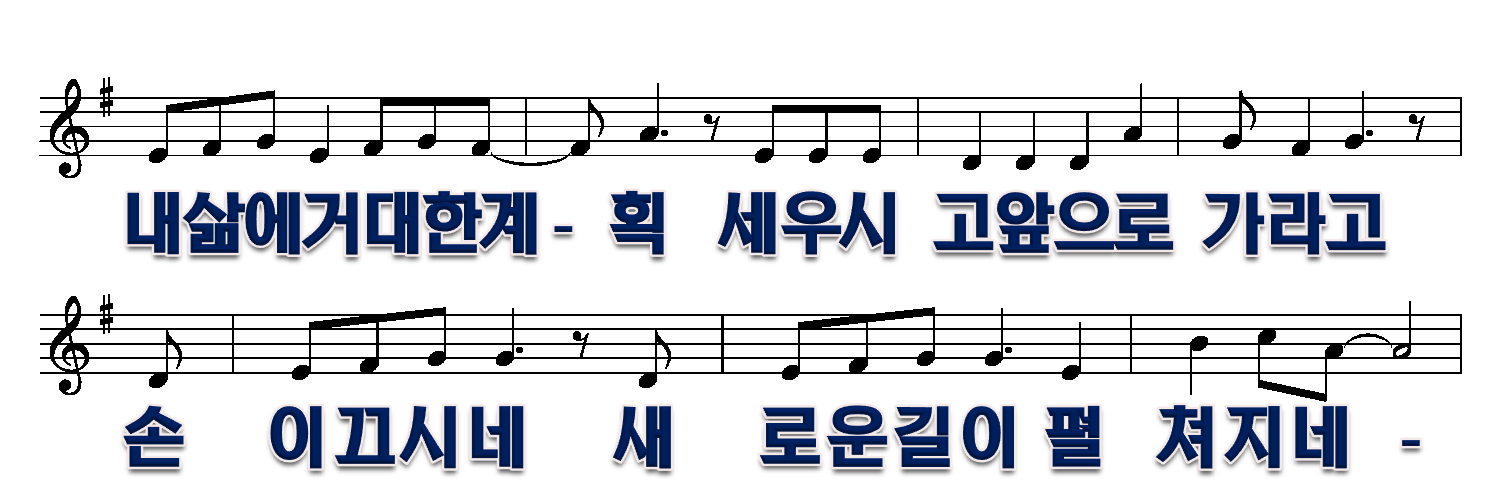 내삶에거대한계- 획 세우시 고앞으로 가라고
손 이끄시네 새 로운길이 펼 쳐지네 -